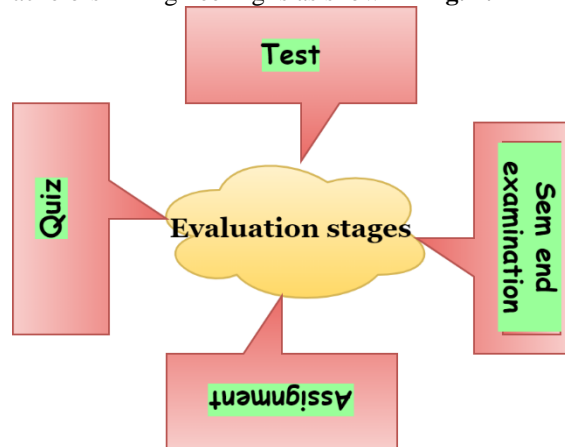 Test
Quiz
Evaluation stages
Sem end
examination
Assignment